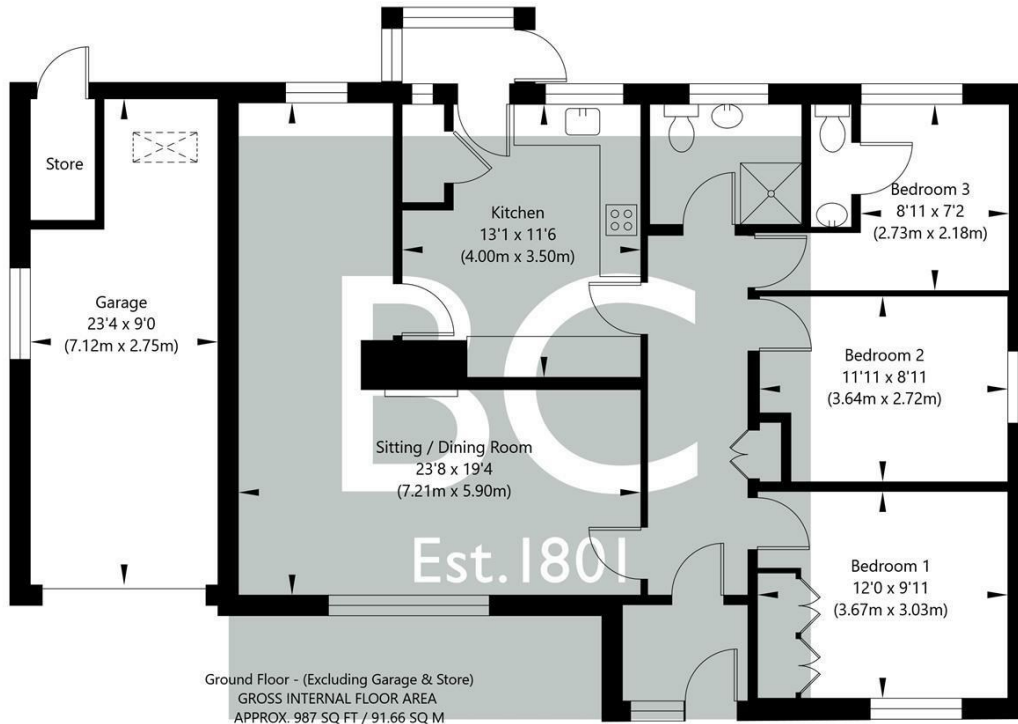 Store
Garage
23'4 x 9'0
(7.12m x 2.75m)
Kitchen
13'1 x 11'6
(4.00m x 3.50m)
Bedroom 3
8'11 x 7'2
(2.73m x 2.18m)
Bedroom 2
11'11 x 8'11
(3.64m x 2.72m)
BC
Sitting / Dining Room
23'8 x 19'4
(7.21m x 5.90m)
Est.1801
Bedroom 1
12'0 x 9'11
(3.67m x 3.03m)
Ground Floor - (Excluding Garage & Store)
GROSS INTERNAL FLOOR AREA
APPROX. 987 SQ FT / 91.66 SQ M